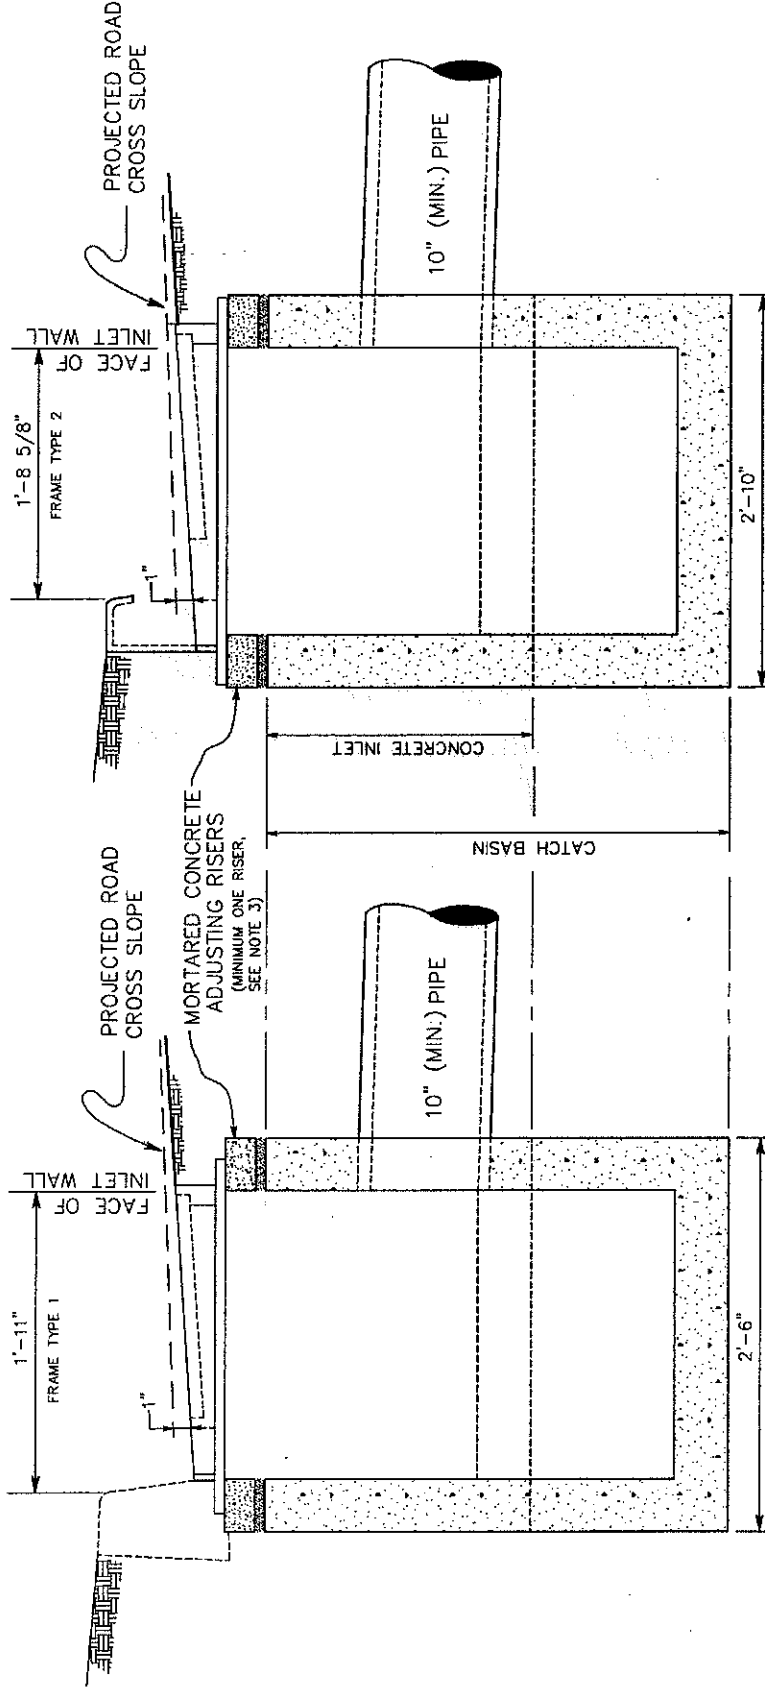 1'-11"
FRAME TYPE 1
FACE OF
INLET WALL
PROJECTED ROAD
CROSS SLOPE
1"
MORTARED CONCRETE
ADJUSTING RISERS
(MINIMUM ONE RISER,
SEE NOTE 3)
10" (MIN.) PIPE
2'-6"
CONCRETE INLET
CATCH BASIN
1'-8 5/8"
FRAME TYPE 2
FACE OF
INLET WALL
PROJECTED ROAD
CROSS SLOPE
1"
10" (MIN.) PIPE
2'-10"